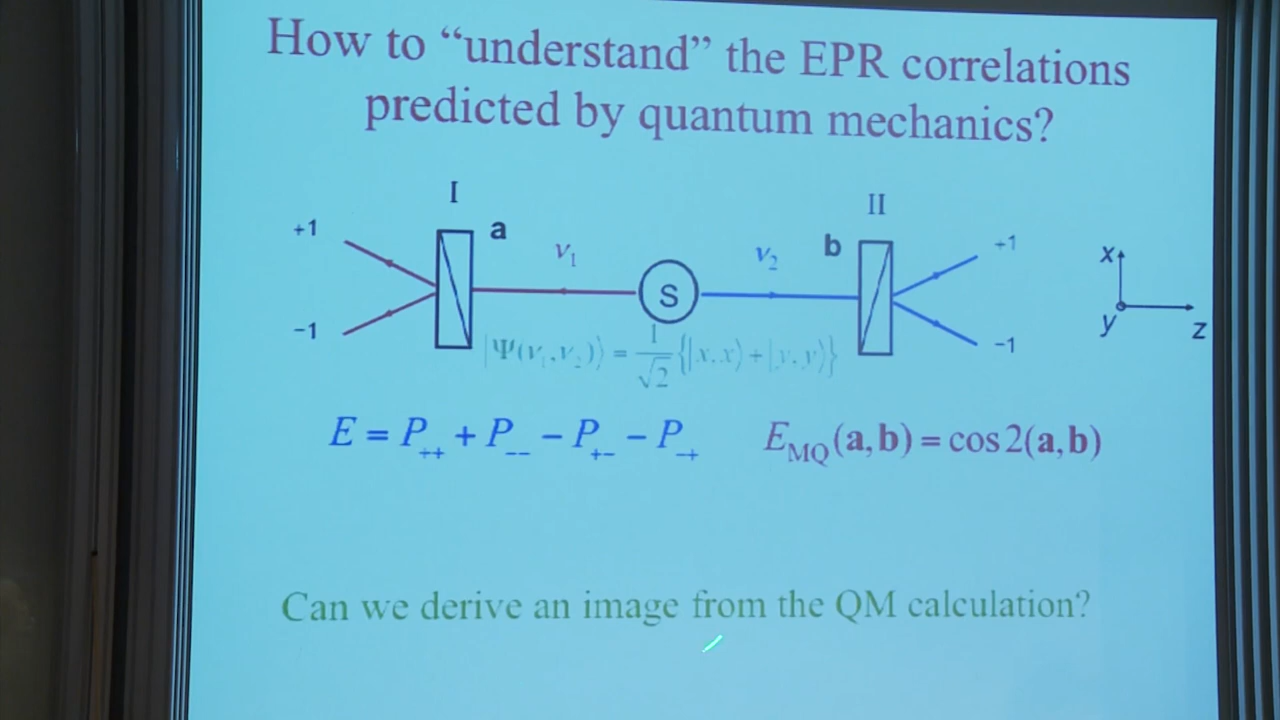 How to “understand” the EPR correlations
predicted by quantum mechanics?
I
II
+1
a
ν₁
ν₂
b
+1
x
S
−1
−1
y
z
|Ψ(ν₁,ν₂)⟩ = 1/√2 {|x,x⟩+|y,y⟩}
E = P₊₊ + P₋₋ − P₊₋ − P₋₊
E_MQ(a,b) = cos 2(a,b)
Can we derive an image from the QM calculation?